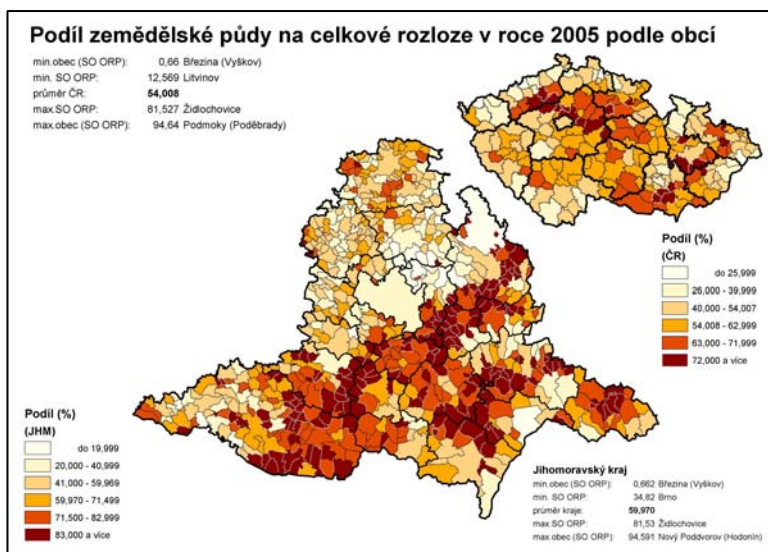 Podíl zemědělské půdy na celkové rozloze v roce 2005 podle obcí
min.obec (SO ORP): 0,66 Březina (Vyškov)
min. SO ORP: 12,569 Litvínov
průměr ČR: 54,008
max.SO ORP: 81,527 Židlochovice
max.obec (SO ORP): 94,64 Podmoky (Poděbrady)
Podíl (%)
(ČR)
do 25,999
26,000 - 39,999
40,000 - 54,007
54,008 - 62,999
63,000 - 71,999
72,000 a více
Podíl (%)
(JHM)
do 19,999
20,000 - 40,999
41,000 - 59,969
59,970 - 71,499
71,500 - 82,999
83,000 a více
Jihomoravský kraj
min.obec (SO ORP): 0,662 Březina (Vyškov)
min. SO ORP: 34,82 Brno
průměr kraje: 59,970
max.SO ORP: 81,53 Židlochovice
max.obec (SO ORP): 94,591 Nový Poddvorov (Hodonín)